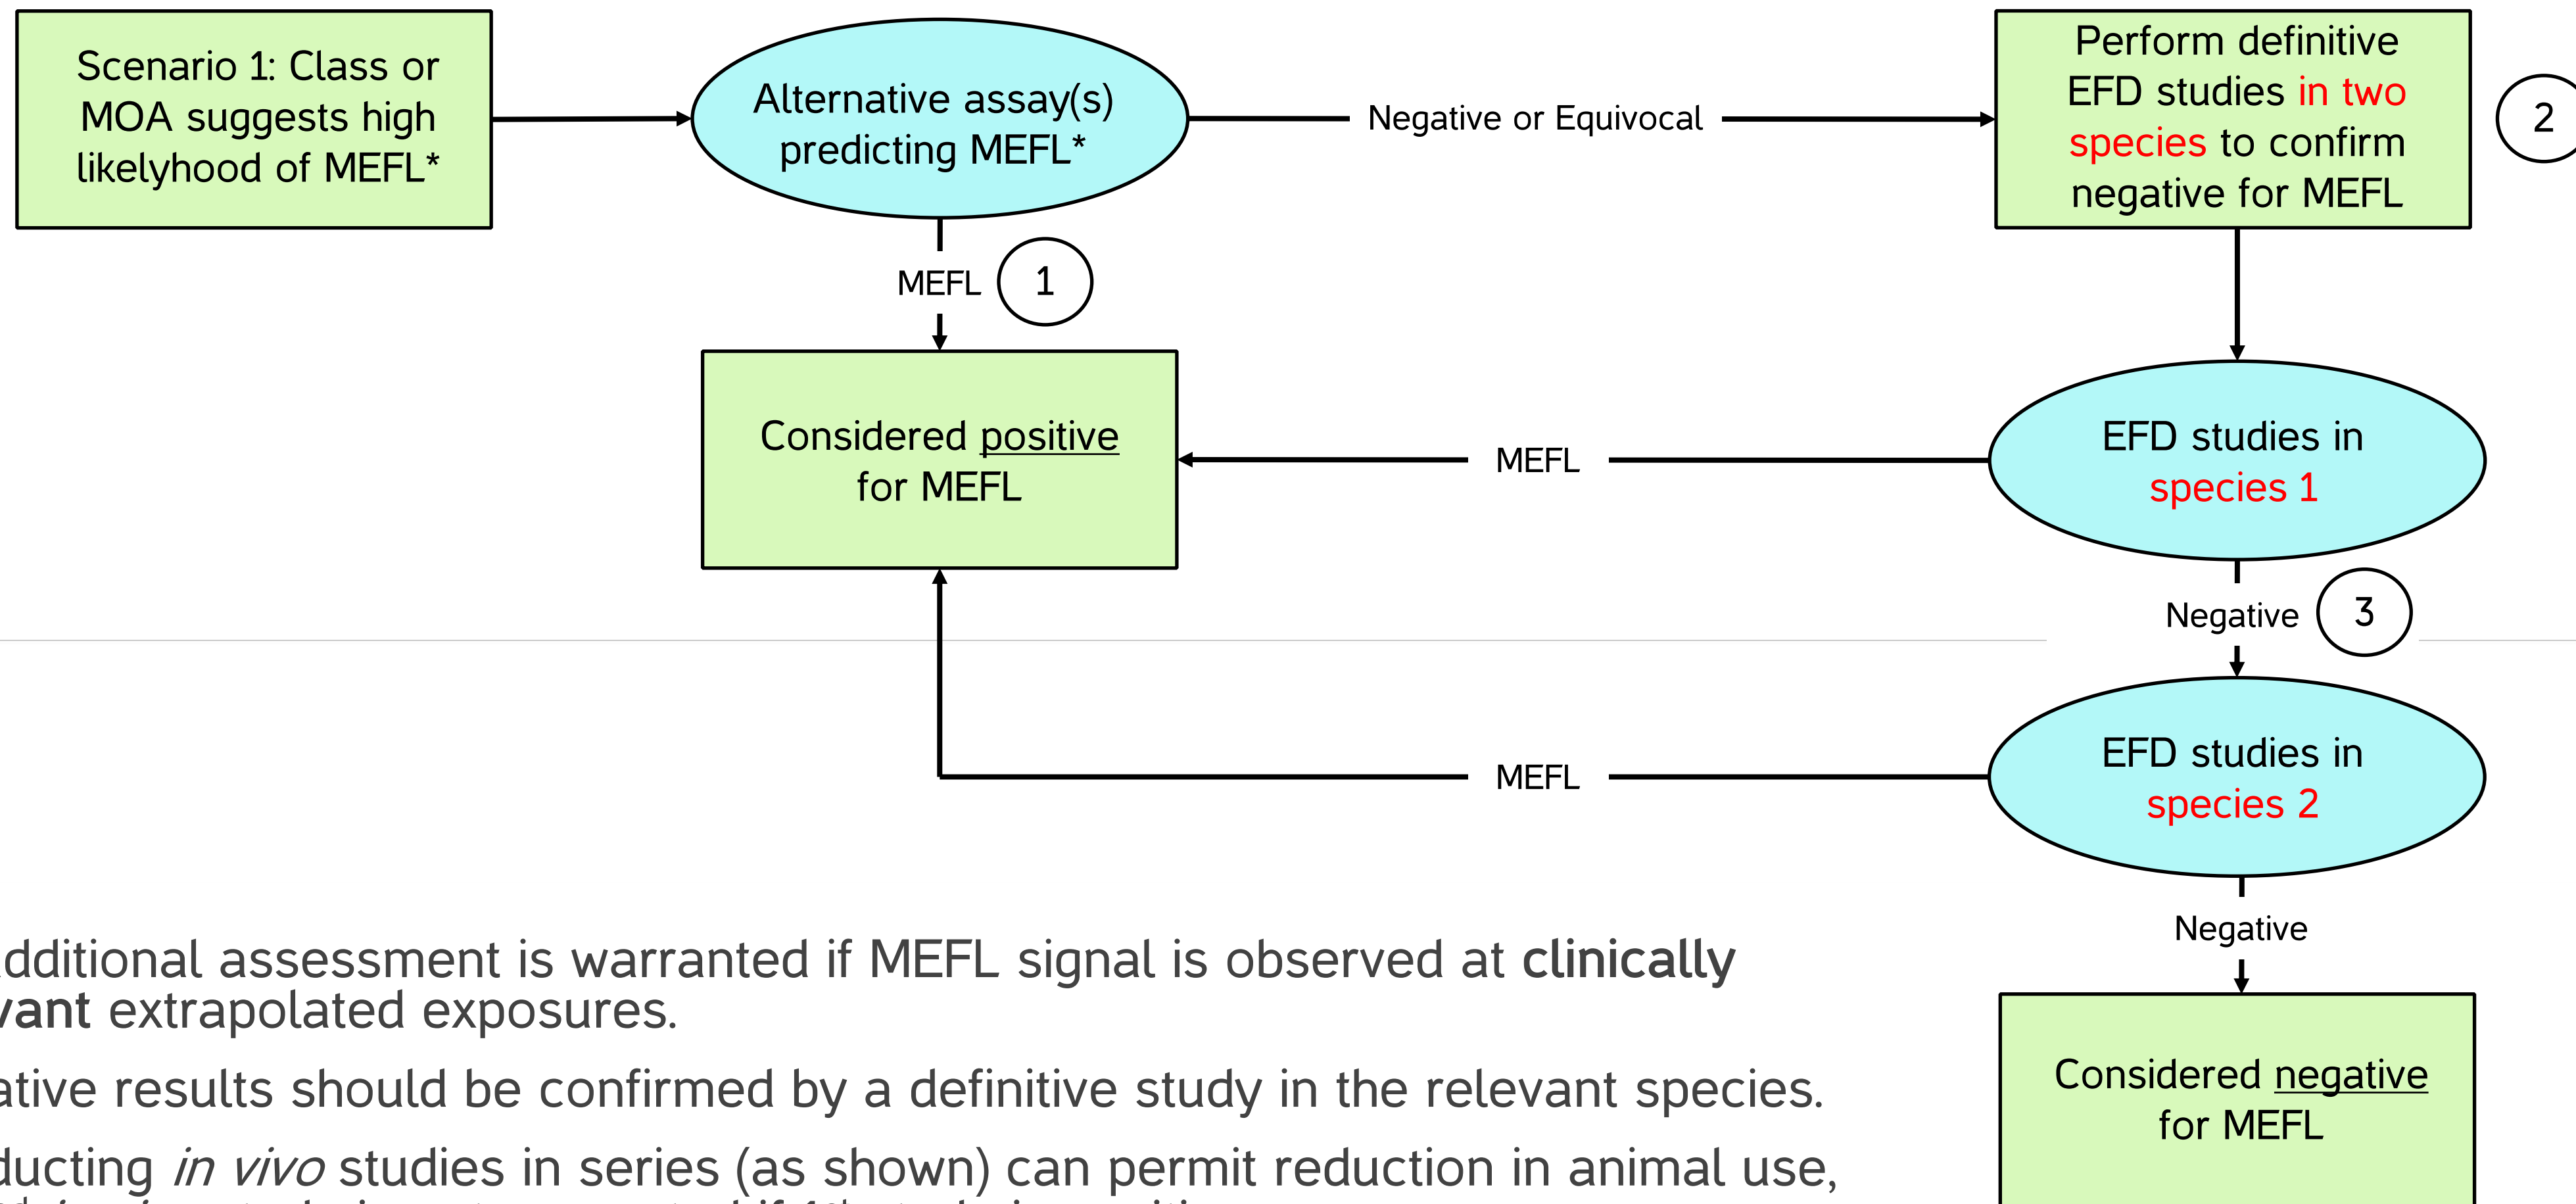 Scenario 1: Class or
MOA suggests high
likelyhood of MEFL*
Alternative assay(s)
predicting MEFL*
Negative or Equivocal
Perform definitive
EFD studies in two
species to confirm
negative for MEFL
2
MEFL
1
Considered positive
for MEFL
MEFL
EFD studies in
species 1
Negative
3
MEFL
EFD studies in
species 2
Negative
Considered negative
for MEFL
additional assessment is warranted if MEFL signal is observed at clinically
extrapolated exposures.
results should be confirmed by a definitive study in the relevant species.
in vivo studies in series (as shown) can permit reduction in animal use,